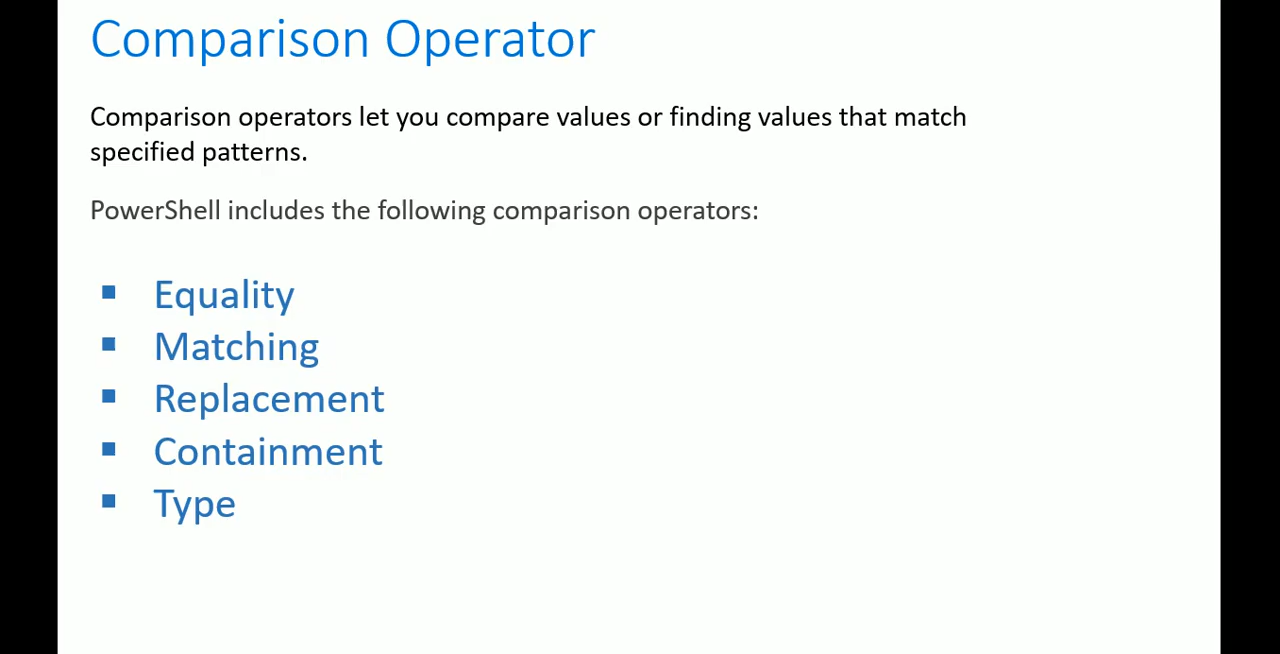 Comparison Operator
Comparison operators let you compare values or finding values that match
specified patterns.
PowerShell includes the following comparison operators:
▪ Equality
▪ Matching
▪ Replacement
▪ Containment
▪ Type